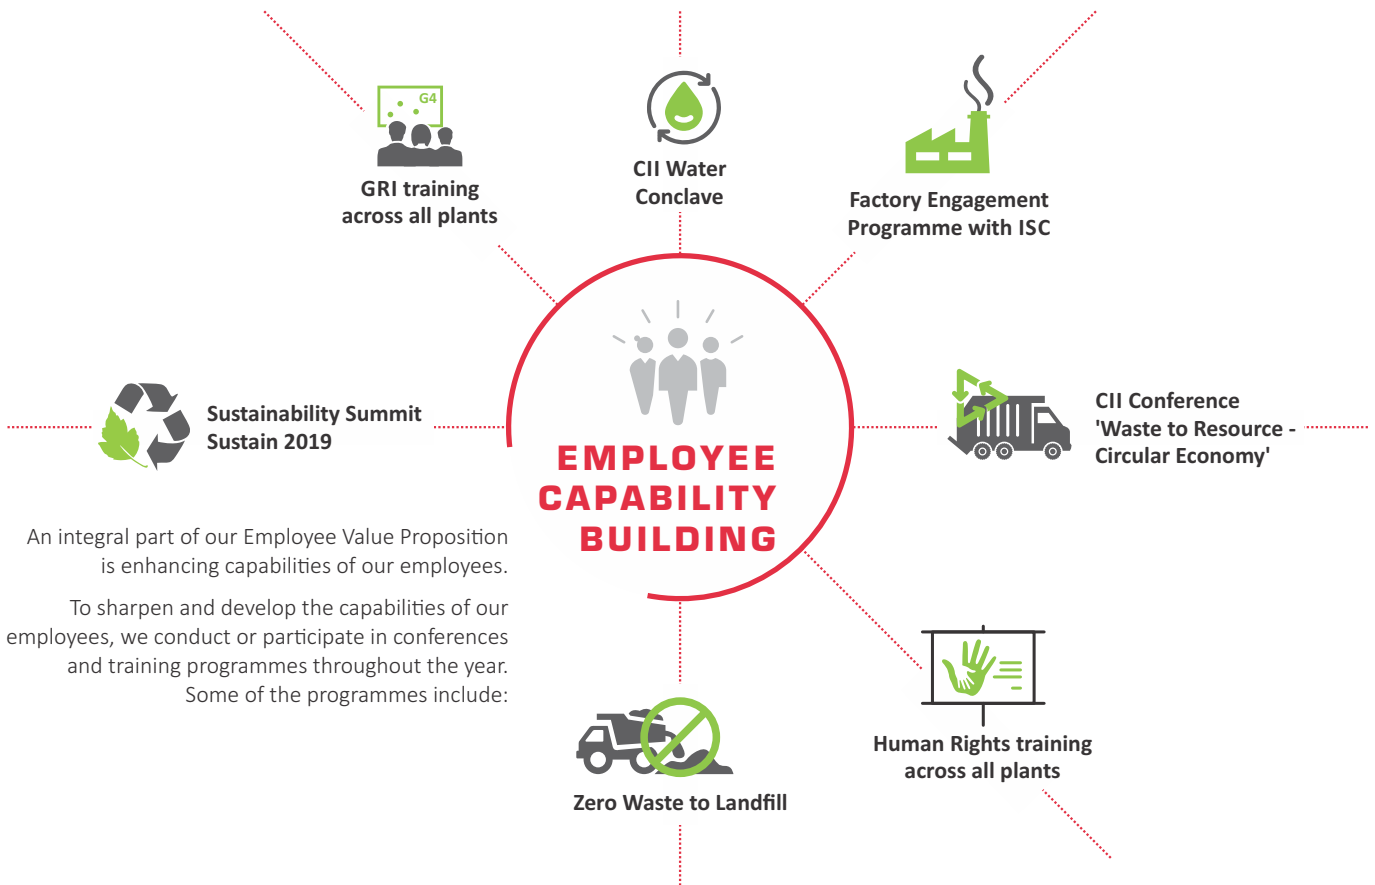 G4
GRI training
across all plants
CII Water
Conclave
Factory Engagement
Programme with ISC
Sustainability Summit
Sustain 2019
EMPLOYEE
CAPABILITY
BUILDING
CII Conference
'Waste to Resource -
Circular Economy'
An integral part of our Employee Value Proposition
is enhancing capabilities of our employees.
To sharpen and develop the capabilities of our
employees, we conduct or participate in conferences
and training programmes throughout the year.
Some of the programmes include:
Zero Waste to Landfill
Human Rights training
across all plants